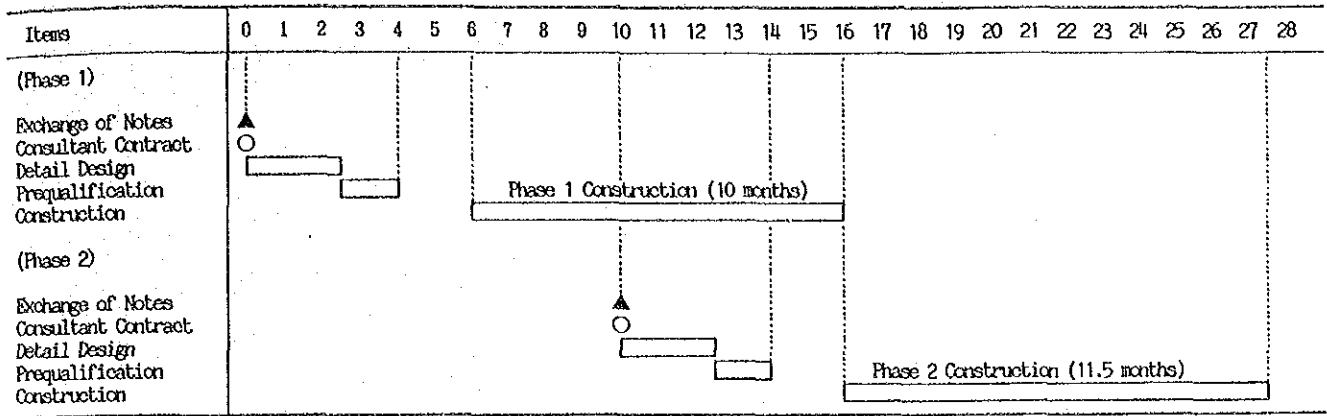 Items 0 1 2 3 4 5 6 7 8 9 10 11 12 13 14 15 16 17 18 19 20 21 22 23 24 25 26 27 28
(Phase 1)
Exchange of Notes
Consultant Contract
Detail Design
Prequalification
Phase 1 Construction (10 months)
Construction
(Phase 2)
Exchange of Notes
Consultant Contract
Detail Design
Prequalification
Phase 2 Construction (11.5 months)
Construction